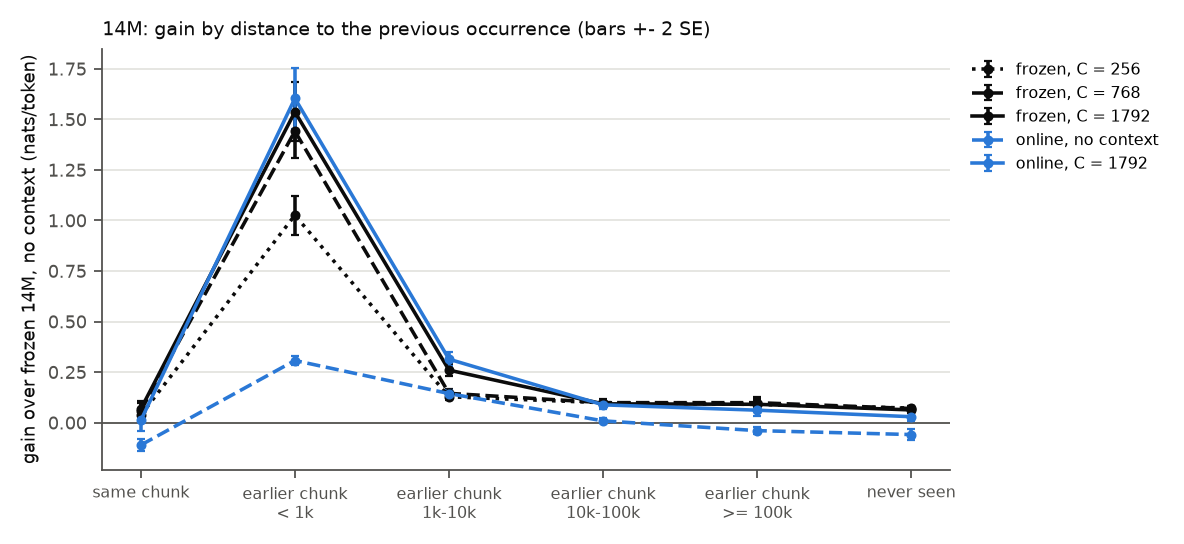 14M: gain by distance to the previous occurrence (bars +- 2 SE)
gain over frozen 14M, no context (nats/token)
1.75
1.50
1.25
1.00
0.75
0.50
0.25
0.00
same chunk
earlier chunk
< 1k
earlier chunk
1k-10k
earlier chunk
10k-100k
earlier chunk
>= 100k
never seen
frozen, C = 256
frozen, C = 768
frozen, C = 1792
online, no context
online, C = 1792